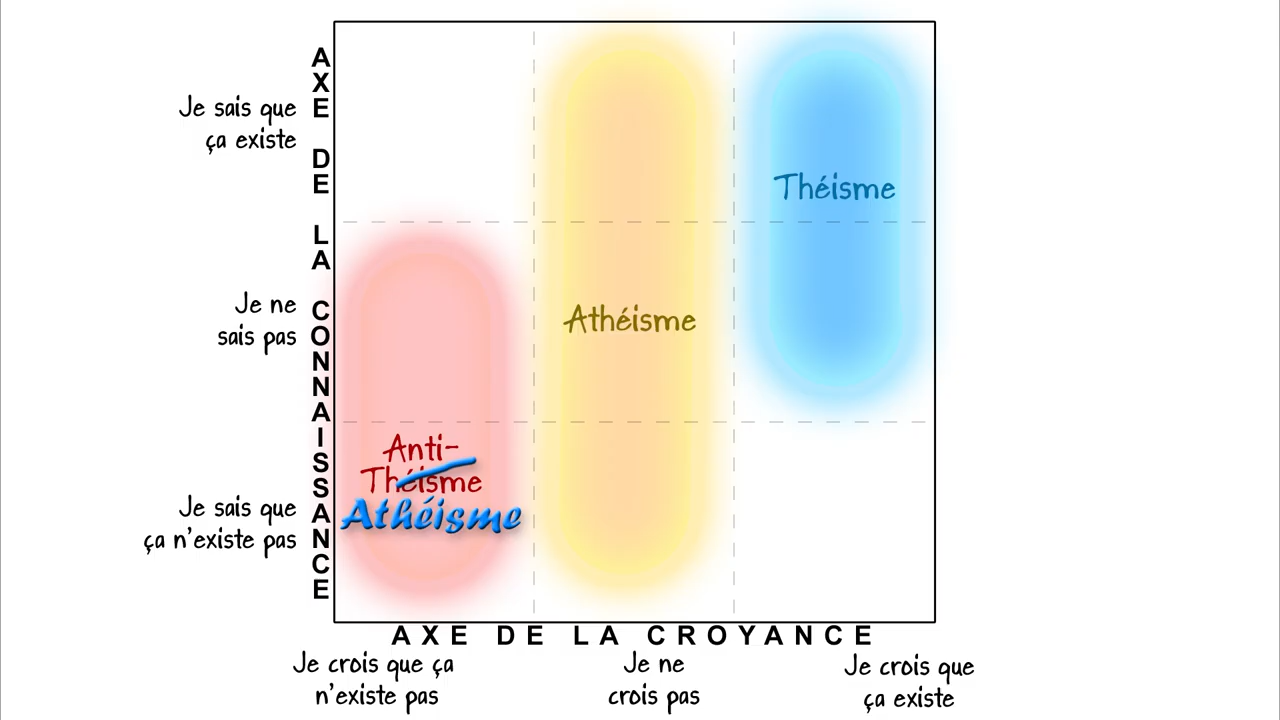 AXE DE LA CONNAISSANCE
Je sais que
ça existe
Théisme
Je ne
sais pas
Athéisme
Anti-
Théisme
Athéisme
Je sais que
ça n'existe pas
AXE DE LA CROYANCE
Je crois que ça
n'existe pas
Je ne
crois pas
Je crois que
ça existe